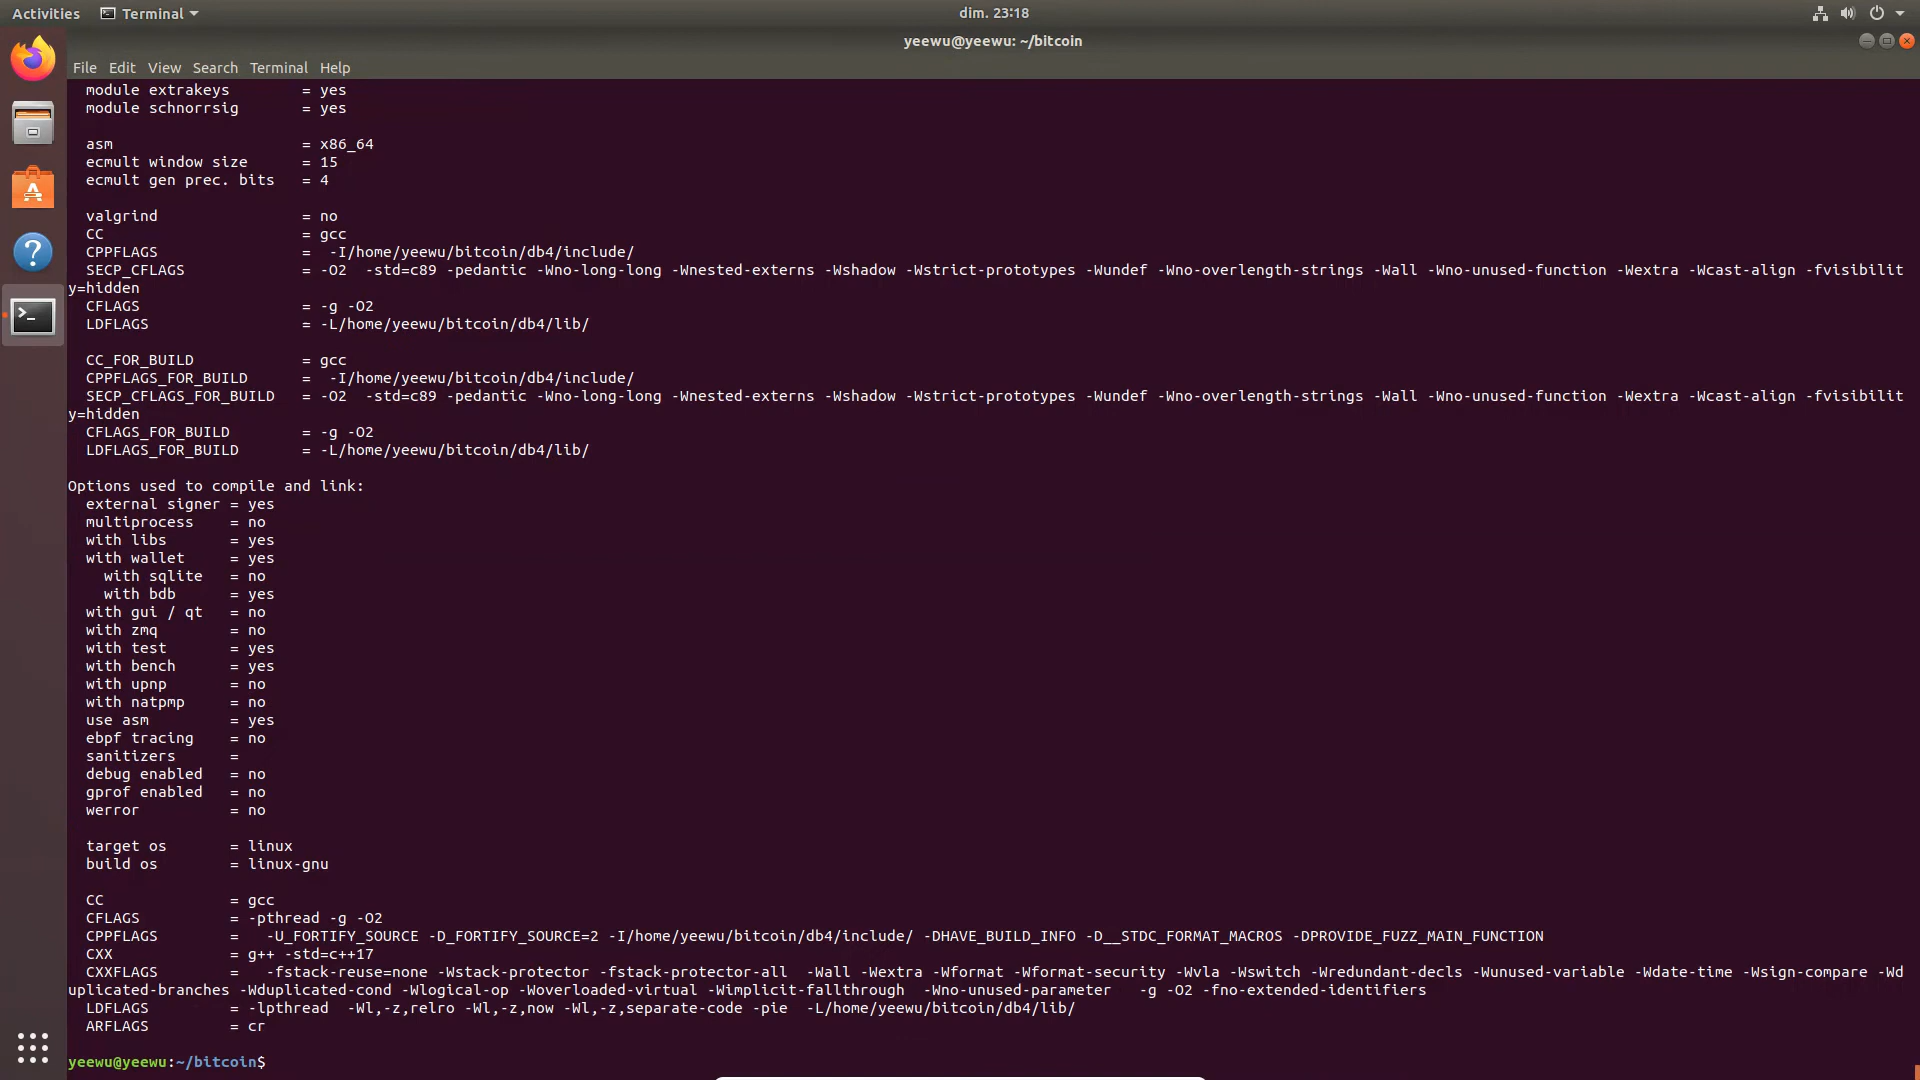 Activities Terminal dim. 23:18
yeewu@yeewu: ~/bitcoin
File Edit View Search Terminal Help
module extrakeys = yes
module schnorrsig = yes
asm = x86_64
ecmult window size = 15
ecmult gen prec. bits = 4
valgrind = no
CC = gcc
CPPFLAGS = -I/home/yeewu/bitcoin/db4/include/
SECP_CFLAGS = -O2 -std=c89 -pedantic -Wno-long-long -Wnested-externs -Wshadow -Wstrict-prototypes -Wundef -Wno-overlength-strings -Wall -Wno-unused-function -Wextra -Wcast-align -fvisibilit
y=hidden
CFLAGS = -g -O2
LDFLAGS = -L/home/yeewu/bitcoin/db4/lib/
CC_FOR_BUILD = gcc
CPPFLAGS_FOR_BUILD = -I/home/yeewu/bitcoin/db4/include/
SECP_CFLAGS_FOR_BUILD = -O2 -std=c89 -pedantic -Wno-long-long -Wnested-externs -Wshadow -Wstrict-prototypes -Wundef -Wno-overlength-strings -Wall -Wno-unused-function -Wextra -Wcast-align -fvisibilit
y=hidden
CFLAGS_FOR_BUILD = -g -O2
LDFLAGS_FOR_BUILD = -L/home/yeewu/bitcoin/db4/lib/
Options used to compile and link:
external signer = yes
multiprocess = no
with libs = yes
with wallet = yes
with sqlite = no
with bdb = yes
with gui / qt = no
with zmq = no
with test = yes
with bench = yes
with upnp = no
with natpmp = no
use asm = yes
ebpf tracing = no
sanitizers =
debug enabled = no
gprof enabled = no
werror = no
target os = linux
build os = linux-gnu
CC = gcc
CFLAGS = -pthread -g -O2
CPPFLAGS = -U_FORTIFY_SOURCE -D_FORTIFY_SOURCE=2 -I/home/yeewu/bitcoin/db4/include/ -DHAVE_BUILD_INFO -D__STDC_FORMAT_MACROS -DPROVIDE_FUZZ_MAIN_FUNCTION
CXX = g++ -std=c++17
CXXFLAGS = -fstack-reuse=none -Wstack-protector -fstack-protector-all -Wall -Wextra -Wformat -Wformat-security -Wvla -Wswitch -Wredundant-decls -Wunused-variable -Wdate-time -Wsign-compare -Wd
uplicated-branches -Wduplicated-cond -Wlogical-op -Woverloaded-virtual -Wimplicit-fallthrough -Wno-unused-parameter -g -O2 -fno-extended-identifiers
LDFLAGS = -lpthread -Wl,-z,relro -Wl,-z,now -Wl,-z,separate-code -pie -L/home/yeewu/bitcoin/db4/lib/
ARFLAGS = cr
yeewu@yeewu:~/bitcoin$